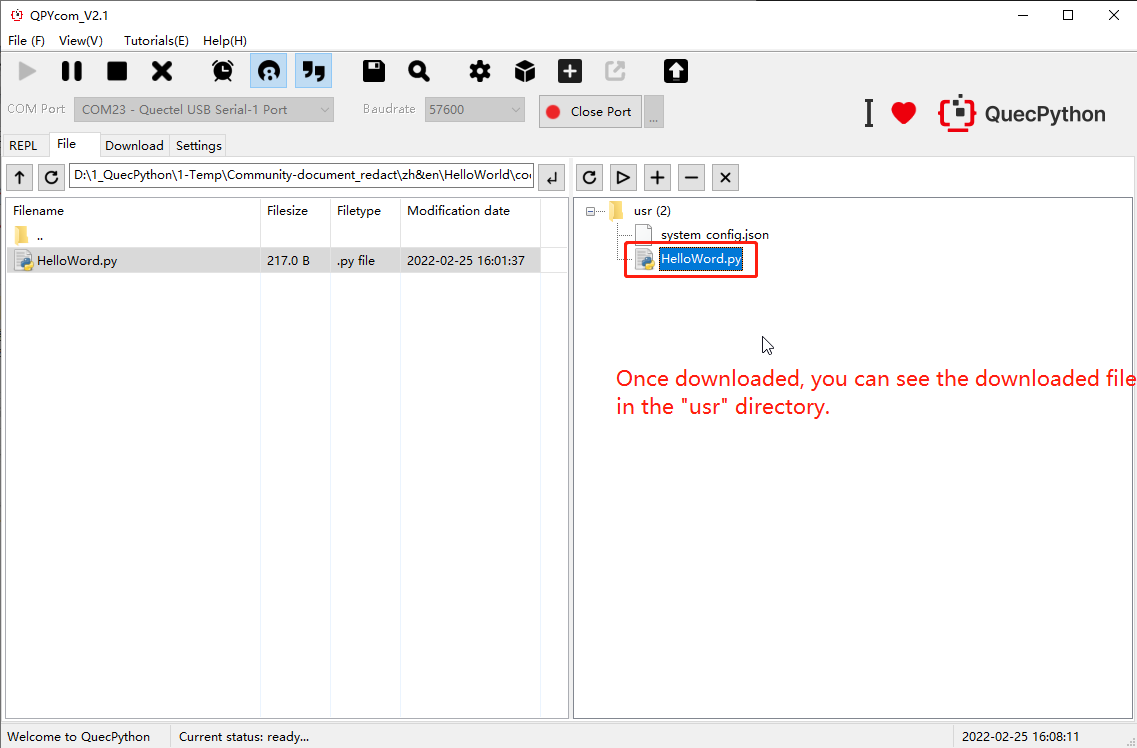 QPYcom_V2.1
File (F) View(V) Tutorials(E) Help(H)
COM Port COM23 - Quectel USB Serial-1 Port Baudrate 57600 Close Port ... I QuecPython
REPL File Download Settings
D:\1_QuecPython\1-Temp\Community-document_redact\zh&en\HelloWorld\co
Filename Filesize Filetype Modification date
..
HelloWord.py 217.0 B .py file 2022-02-25 16:01:37
usr (2)
system_config.json
HelloWord.py
Once downloaded, you can see the downloaded file
in the "usr" directory.
Welcome to QuecPython Current status: ready... 2022-02-25 16:08:11